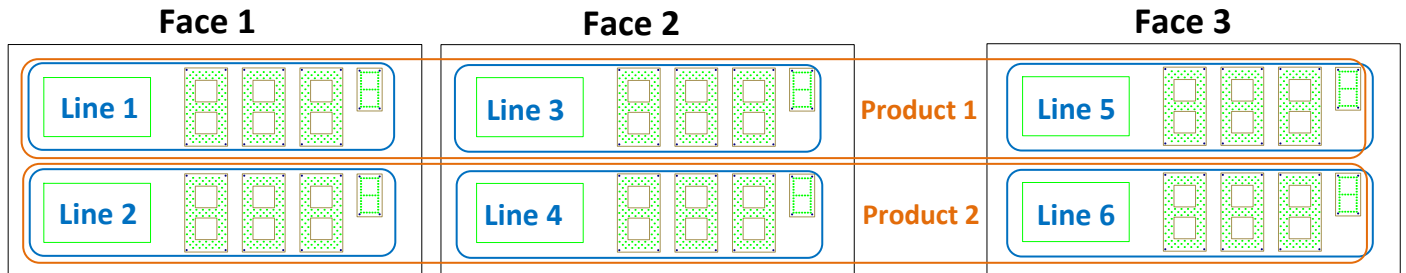 Face 1
Face 2
Face 3
Line 1
Line 3
Product 1
Line 5
Line 2
Line 4
Product 2
Line 6